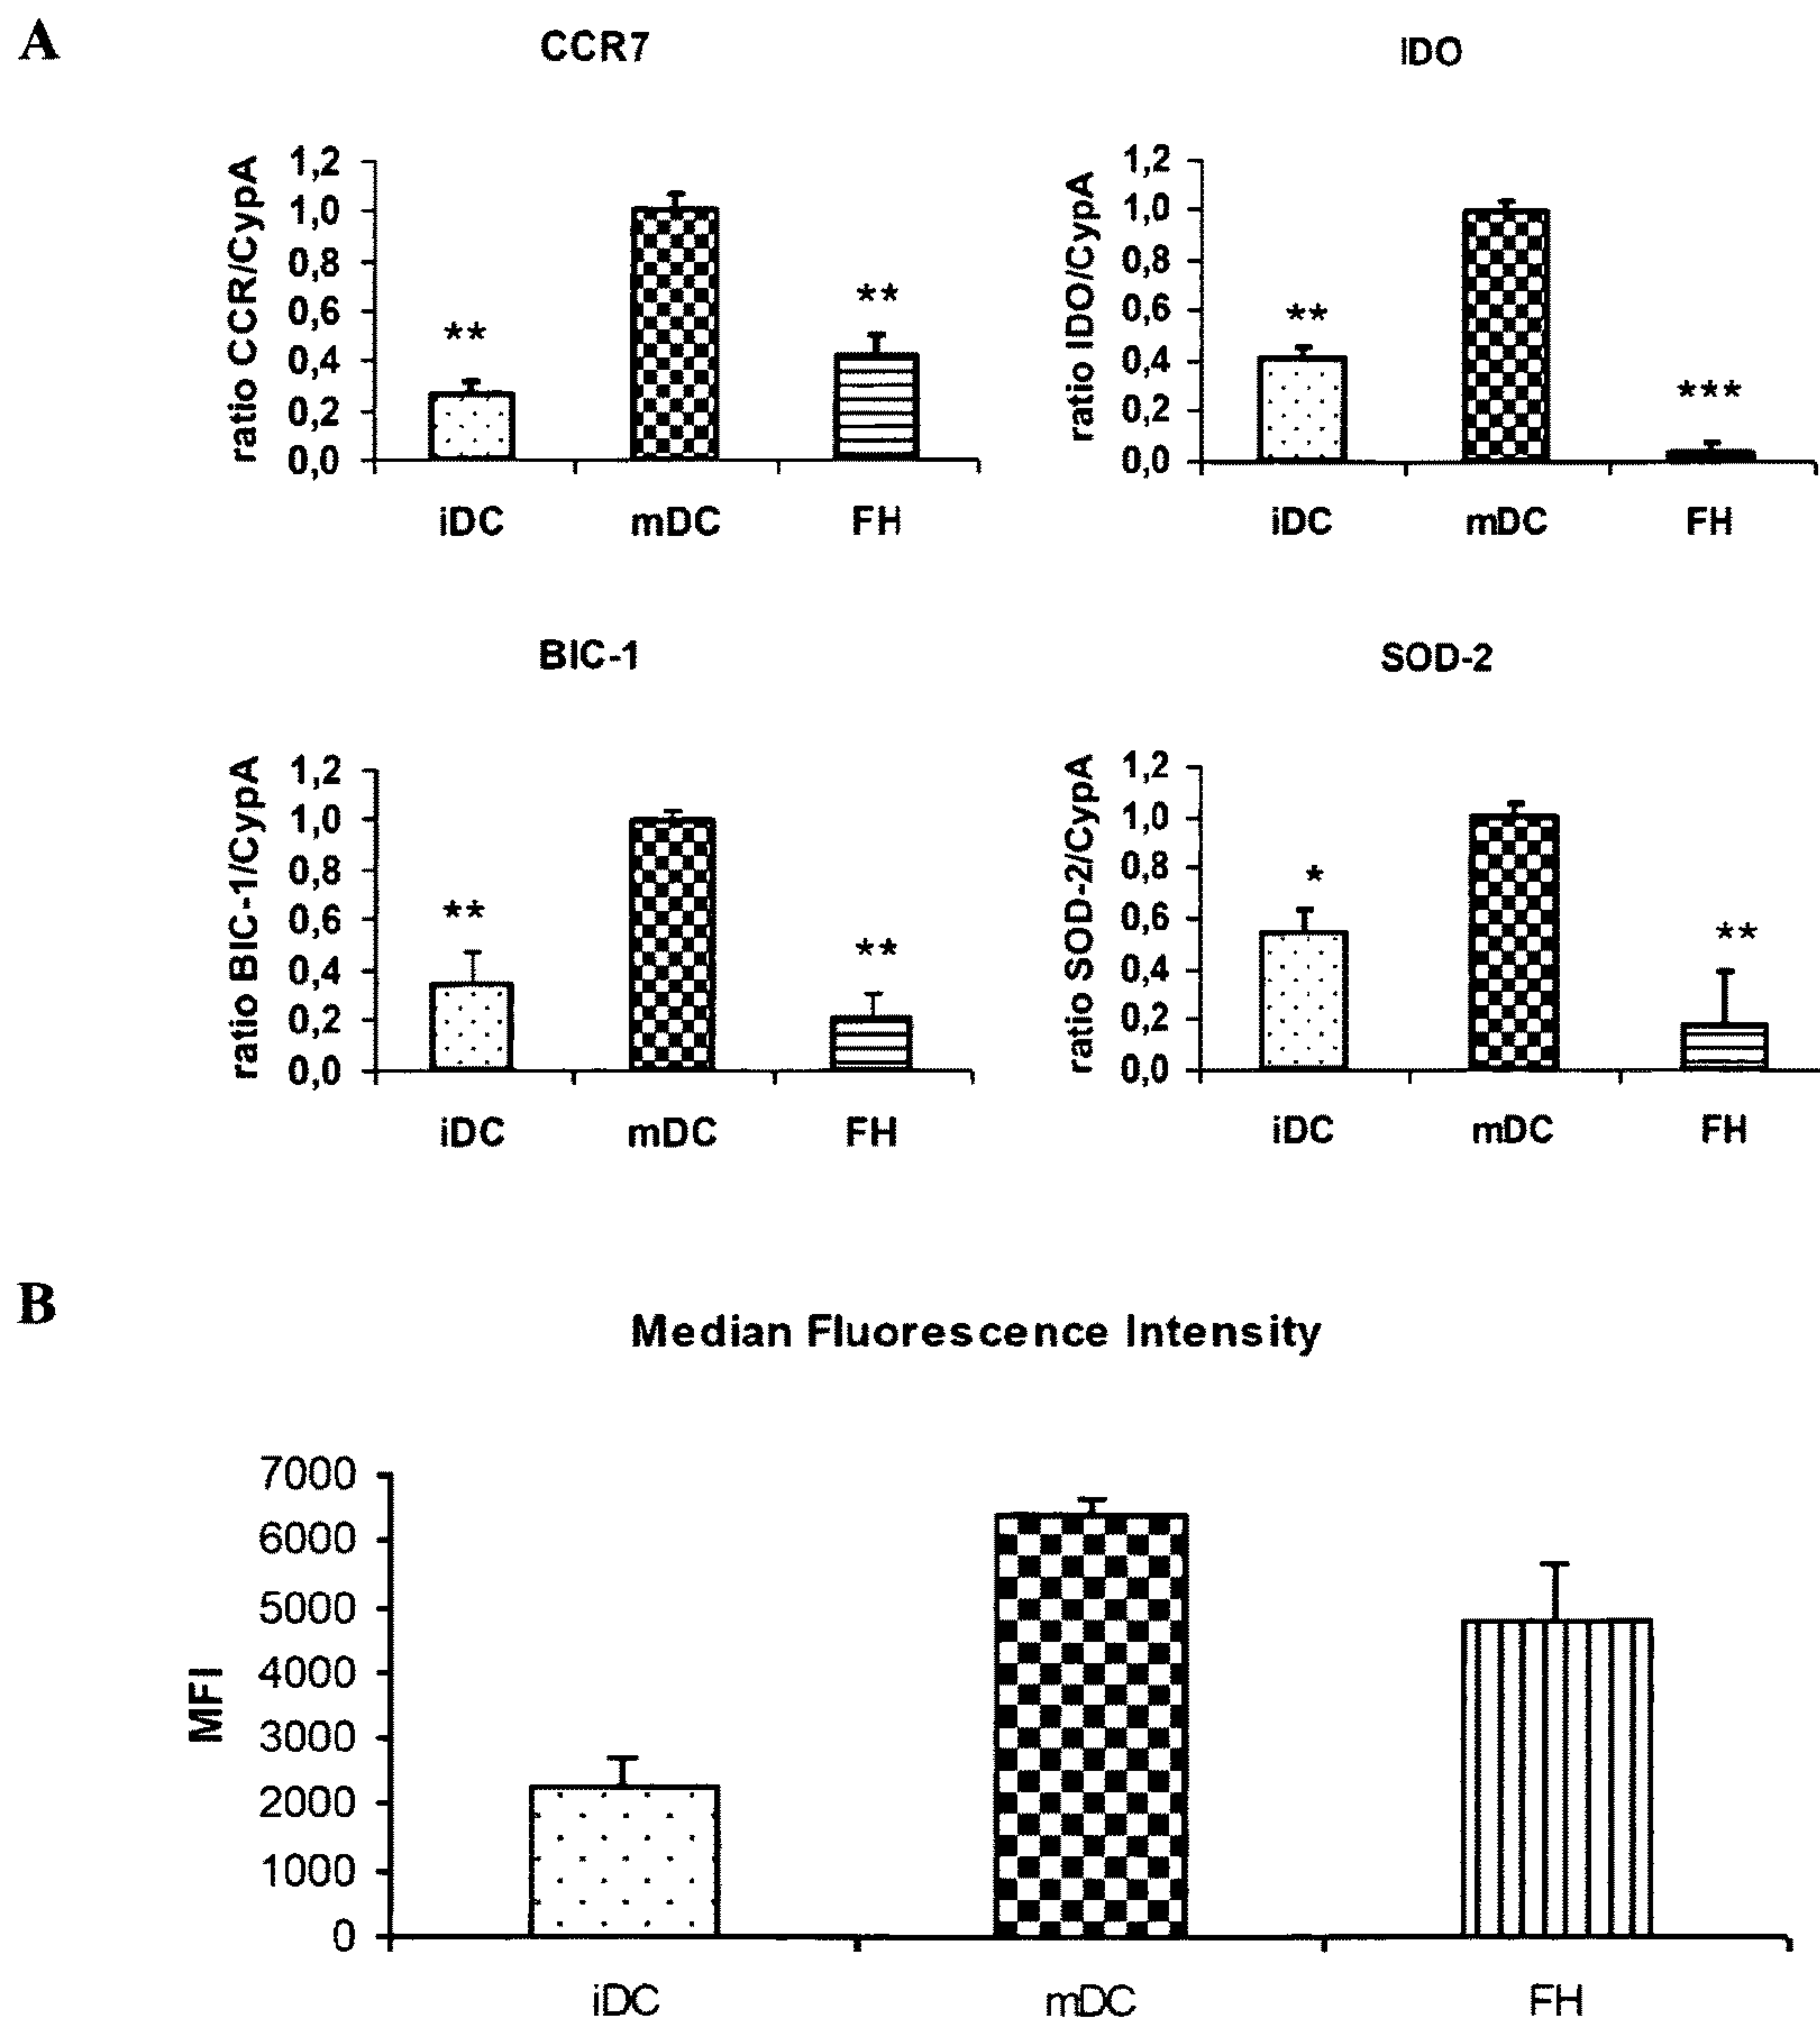 A
CCR7
ratio CCR/CypA
1,2
1,0
0,8
0,6
0,4
0,2
0,0
**
**
iDC mDC FH
IDO
ratio IDO/CypA
1,2
1,0
0,8
0,6
0,4
0,2
0,0
**
***
iDC mDC FH
BIC-1
ratio BIC-1/CypA
1,2
1,0
0,8
0,6
0,4
0,2
0,0
**
**
iDC mDC FH
SOD-2
ratio SOD-2/CypA
1,2
1,0
0,8
0,6
0,4
0,2
0,0
*
**
iDC mDC FH
B
Median Fluorescence Intensity
MFI
7000
6000
5000
4000
3000
2000
1000
0
iDC mDC FH